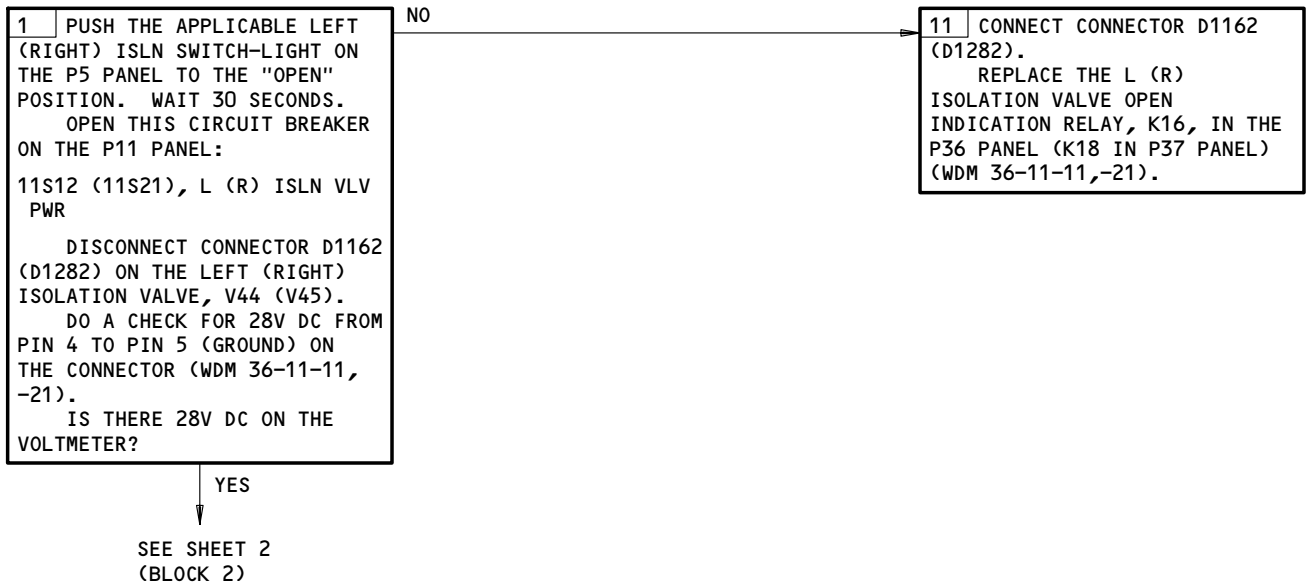 1 PUSH THE APPLICABLE LEFT
(RIGHT) ISLN SWITCH-LIGHT ON
THE P5 PANEL TO THE "OPEN"
POSITION. WAIT 30 SECONDS.
OPEN THIS CIRCUIT BREAKER
ON THE P11 PANEL:
11S12 (11S21), L (R) ISLN VLV
PWR
DISCONNECT CONNECTOR D1162
(D1282) ON THE LEFT (RIGHT)
ISOLATION VALVE, V44 (V45).
DO A CHECK FOR 28V DC FROM
PIN 4 TO PIN 5 (GROUND) ON
THE CONNECTOR (WDM 36-11-11,
-21).
IS THERE 28V DC ON THE
VOLTMETER?
NO
11 CONNECT CONNECTOR D1162
(D1282).
REPLACE THE L (R)
ISOLATION VALVE OPEN
INDICATION RELAY, K16, IN THE
P36 PANEL (K18 IN P37 PANEL)
(WDM 36-11-11,-21).
YES
SEE SHEET 2
(BLOCK 2)